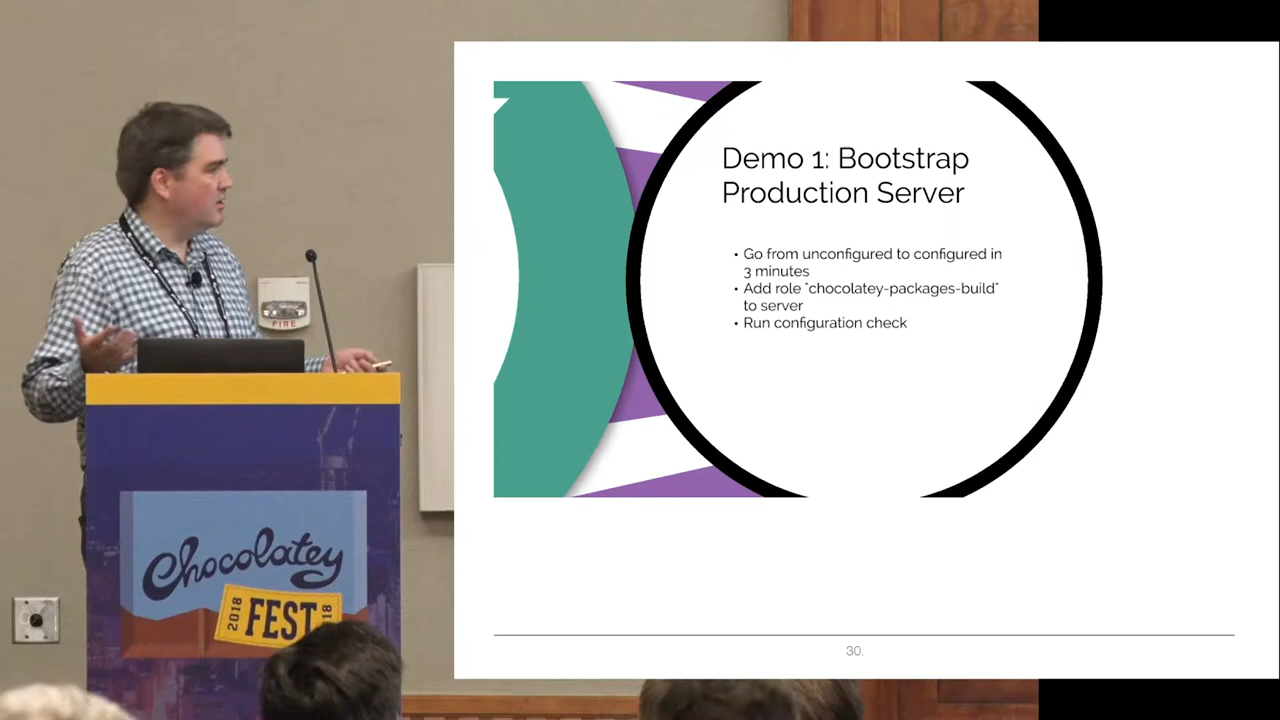 Demo 1: Bootstrap
Production Server
• Go from unconfigured to configured in
3 minutes
• Add role "chocolatey-packages-build"
to server
• Run configuration check
30.
FIRE
Chocolatey
2018
FEST
18